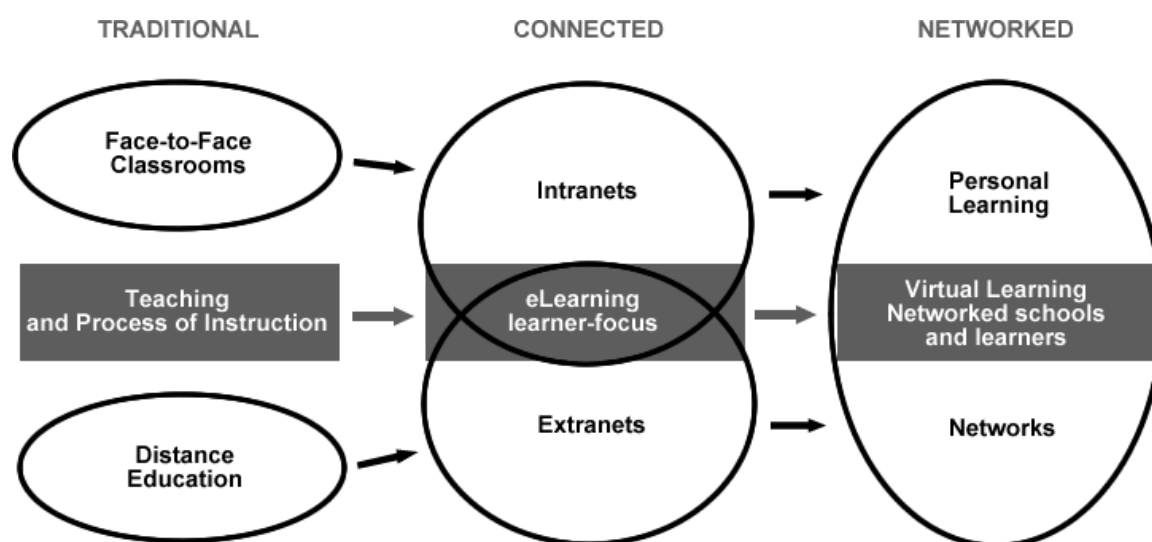 TRADITIONAL
CONNECTED
NETWORKED
Face-to-Face
Classrooms
Intranets
Personal
Learning
Teaching
and Process of Instruction
eLearning
learner-focus
Virtual Learning
Networked schools
and learners
Distance
Education
Extranets
Networks